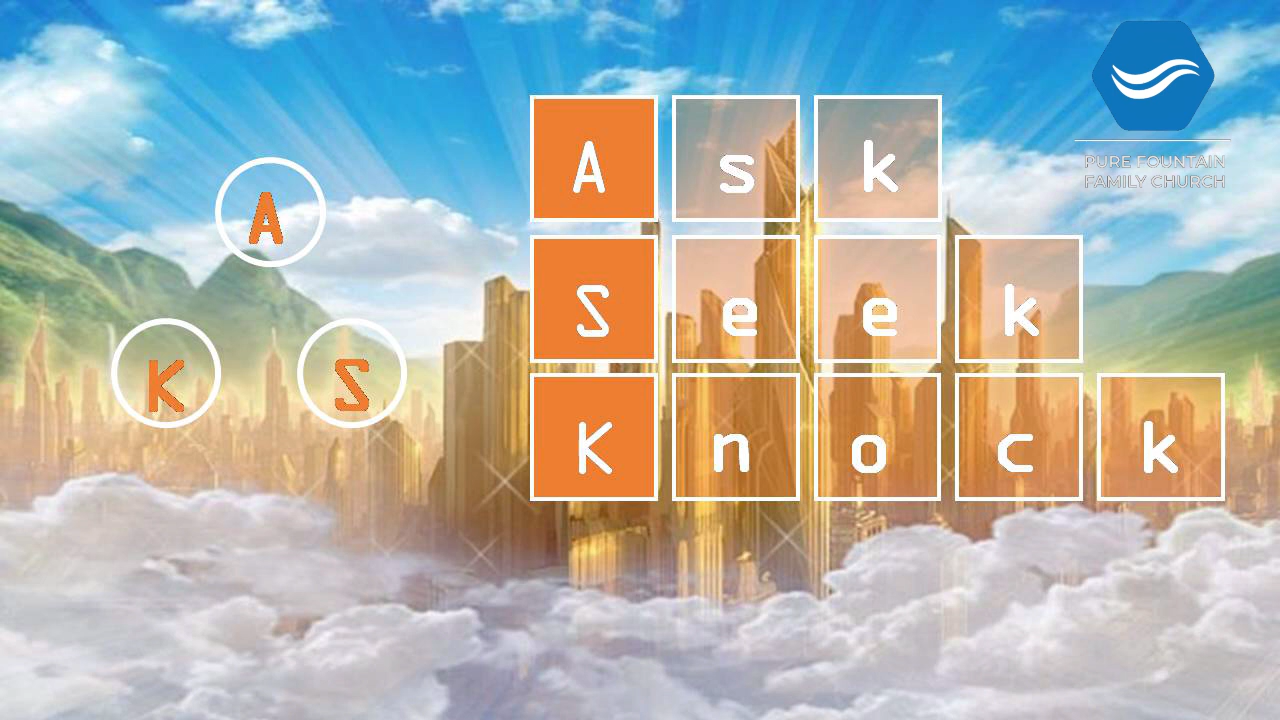 A
K S
Ask
Seek
Knock
PURE FOUNTAIN
FAMILY CHURCH